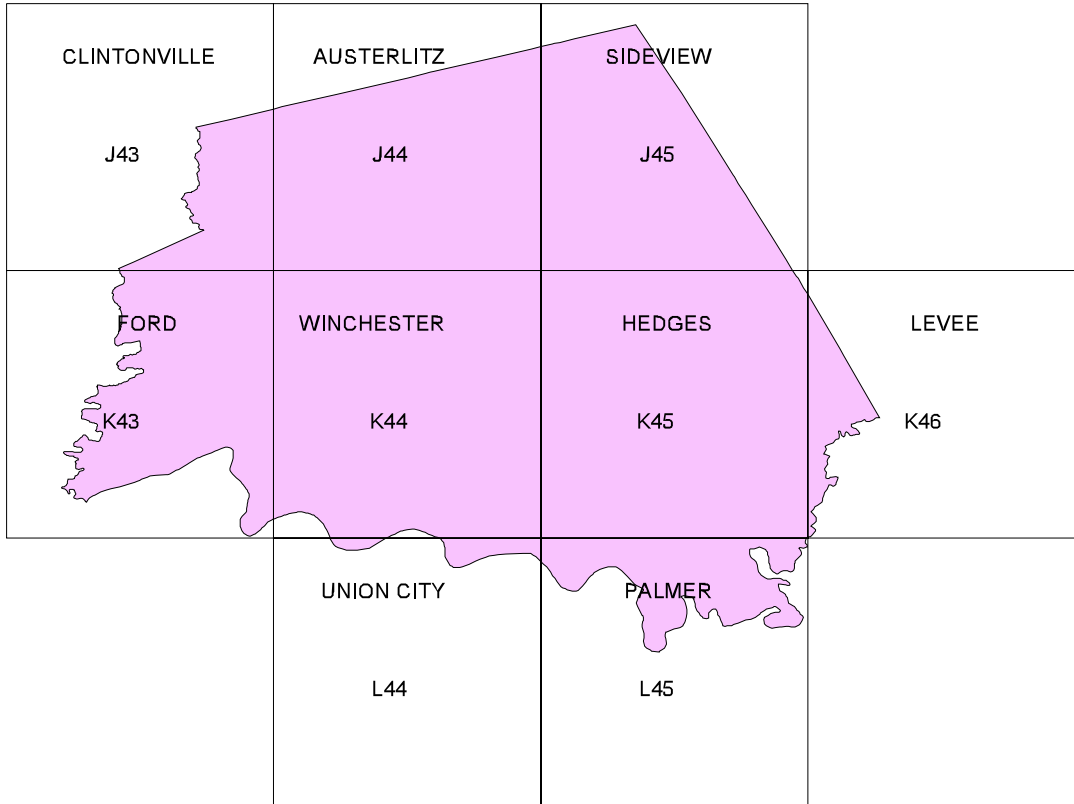 CLINTONVILLE
AUSTERLITZ
SIDEVIEW
J43
J44
J45
FORD
WINCHESTER
HEDGES
LEVEE
K43
K44
K45
K46
UNION CITY
PALMER
L44
L45